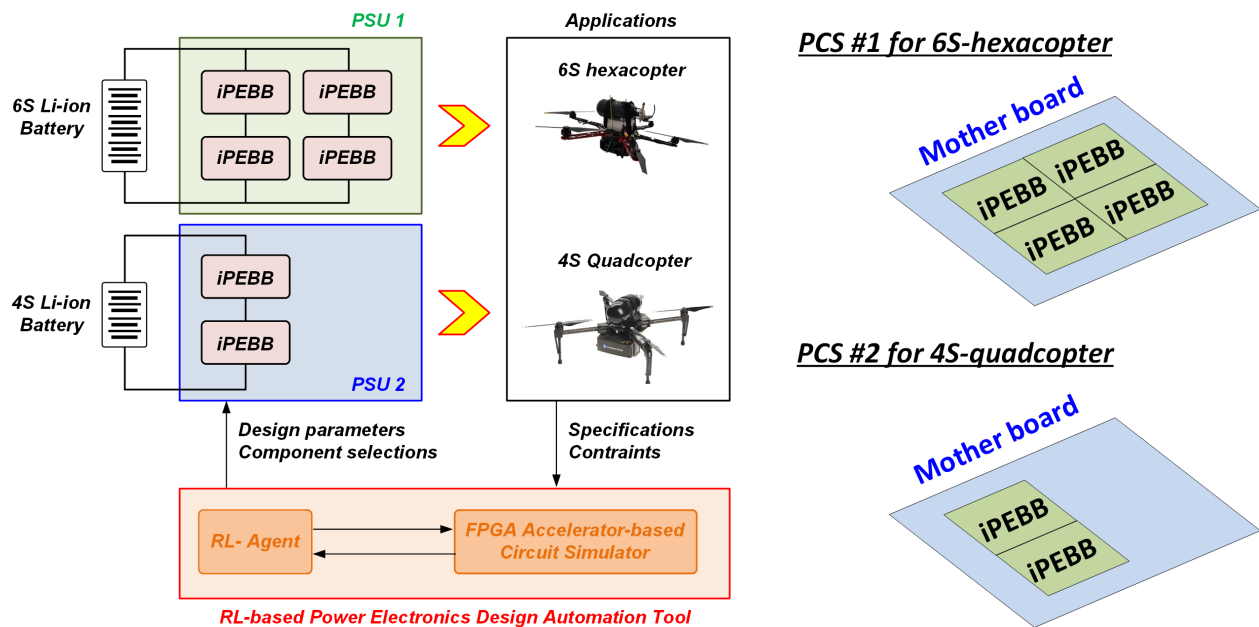 PSU 1
Applications
6S Li-ion
Battery
iPEBB
iPEBB
iPEBB
iPEBB
6S hexacopter
4S Li-ion
Battery
iPEBB
iPEBB
PSU 2
4S Quadcopter
Design parameters
Component selections
Specifications
Contraints
RL- Agent
FPGA Accelerator-based
Circuit Simulator
RL-based Power Electronics Design Automation Tool
PCS #1 for 6S-hexacopter
Mother board
iPEBB
iPEBB
iPEBB
iPEBB
PCS #2 for 4S-quadcopter
Mother board
iPEBB
iPEBB